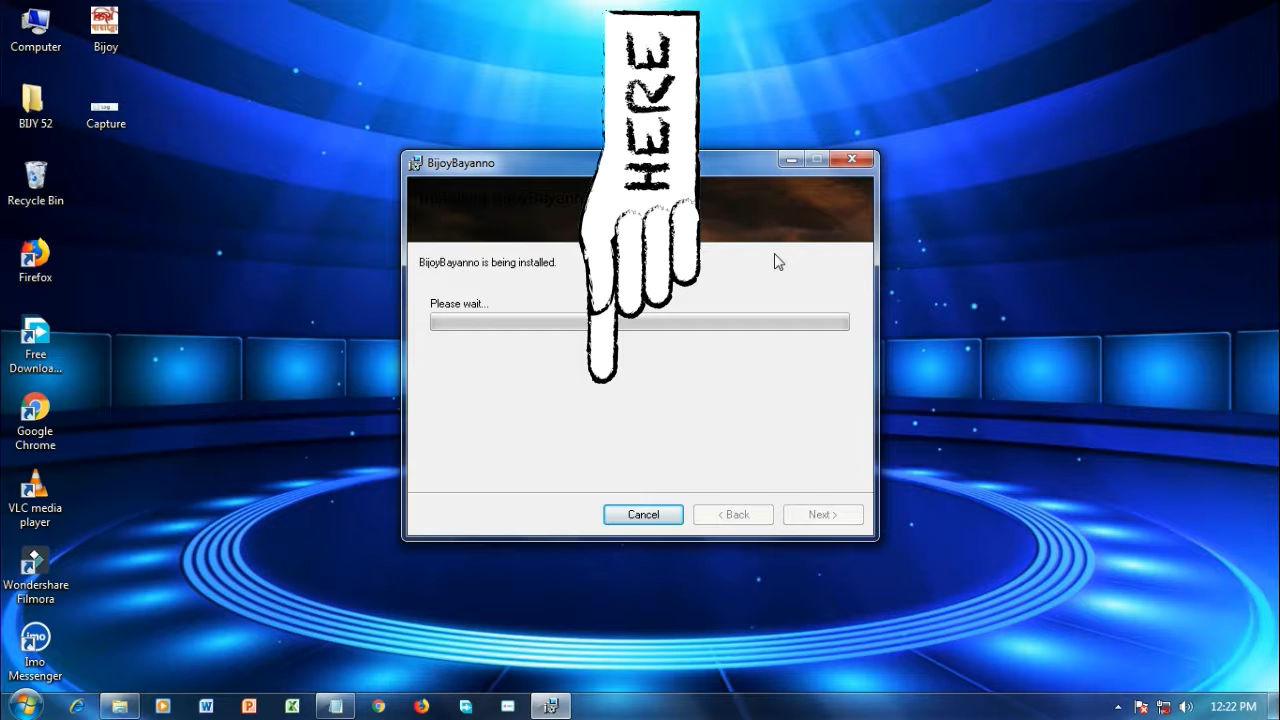 Computer
Bijoy
BIJY 52
Capture
Recycle Bin
Firefox
Free
Downloa...
Google
Chrome
VLC media
player
Wondershare
Filmora
imo
Imo
Messenger
HERE
BijoyBayanno
BijoyBayanno is being installed.
Please wait...
Cancel
< Back
Next >
12:22 PM